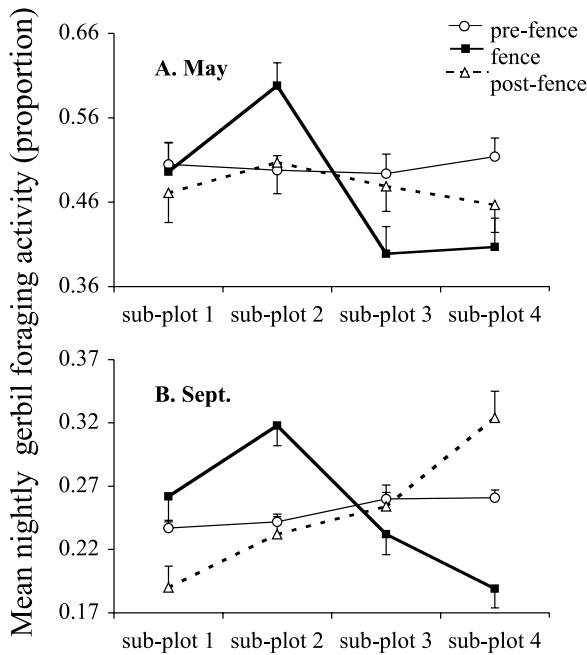 Mean nightly gerbil foraging activity (proportion)
pre-fence
fence
post-fence
A. May
0.66
0.56
0.46
0.36
sub-plot 1 sub-plot 2 sub-plot 3 sub-plot 4
B. Sept.
0.37
0.32
0.27
0.22
0.17
sub-plot 1 sub-plot 2 sub-plot 3 sub-plot 4